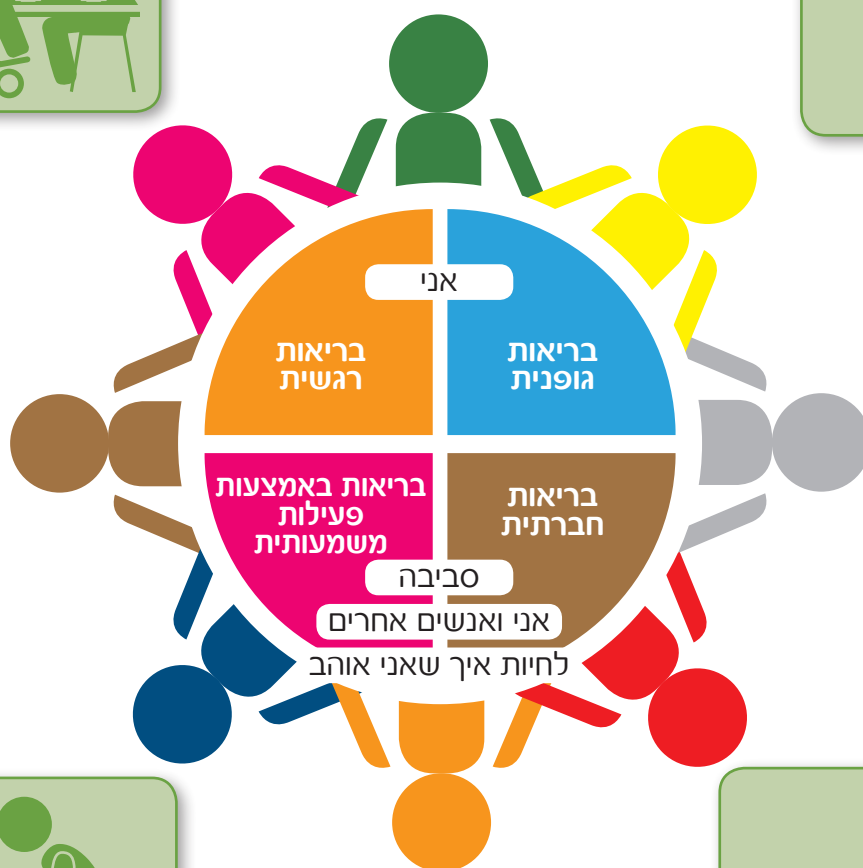 אני
בריאות
גופנית
בריאות
רגשית
בריאות
חברתית
בריאות באמצעות
פעילות
משמעותית
סביבה
אני ואנשים אחרים
לחיות איך שאני אוהב